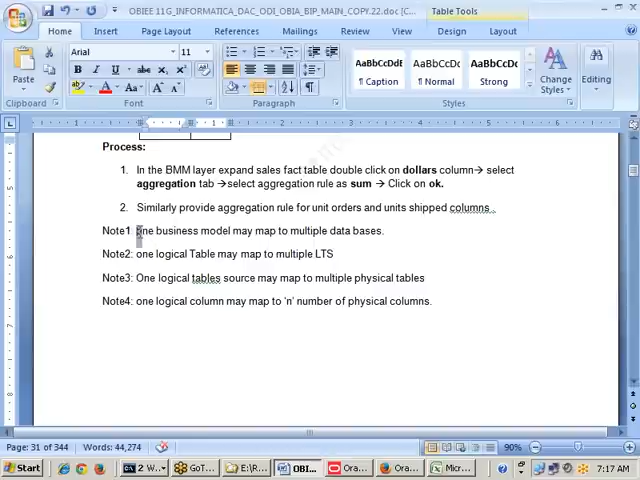 OBIEE 11G_INFORMATICA_DAC_ODI_OBIA_BIP_MAIN_COPY.22.doc [C...
Table Tools
Home Insert Page Layout References Mailings Review View Design Layout
Paste
Clipboard
Arial 11
B I U
Font
Paragraph
AaBbCcDdE AaBbCcDc AaBbCcDc
¶ Caption ¶ Normal Strong
Styles
Change Styles
Editing
Process:
1. In the BMM layer expand sales fact table double click on dollars column→ select
aggregation tab →select aggregation rule as sum → Click on ok.
2. Similarly provide aggregation rule for unit orders and units shipped columns .
Note1 one business model may map to multiple data bases.
Note2: one logical Table may map to multiple LTS
Note3: One logical tables source may map to multiple physical tables
Note4: one logical column may map to 'n' number of physical columns.
Page: 31 of 344 Words: 44,274 90%
Start 2 W... GoT... E:\R... OBI... Ora... Ora... Micr... 7:17 AM